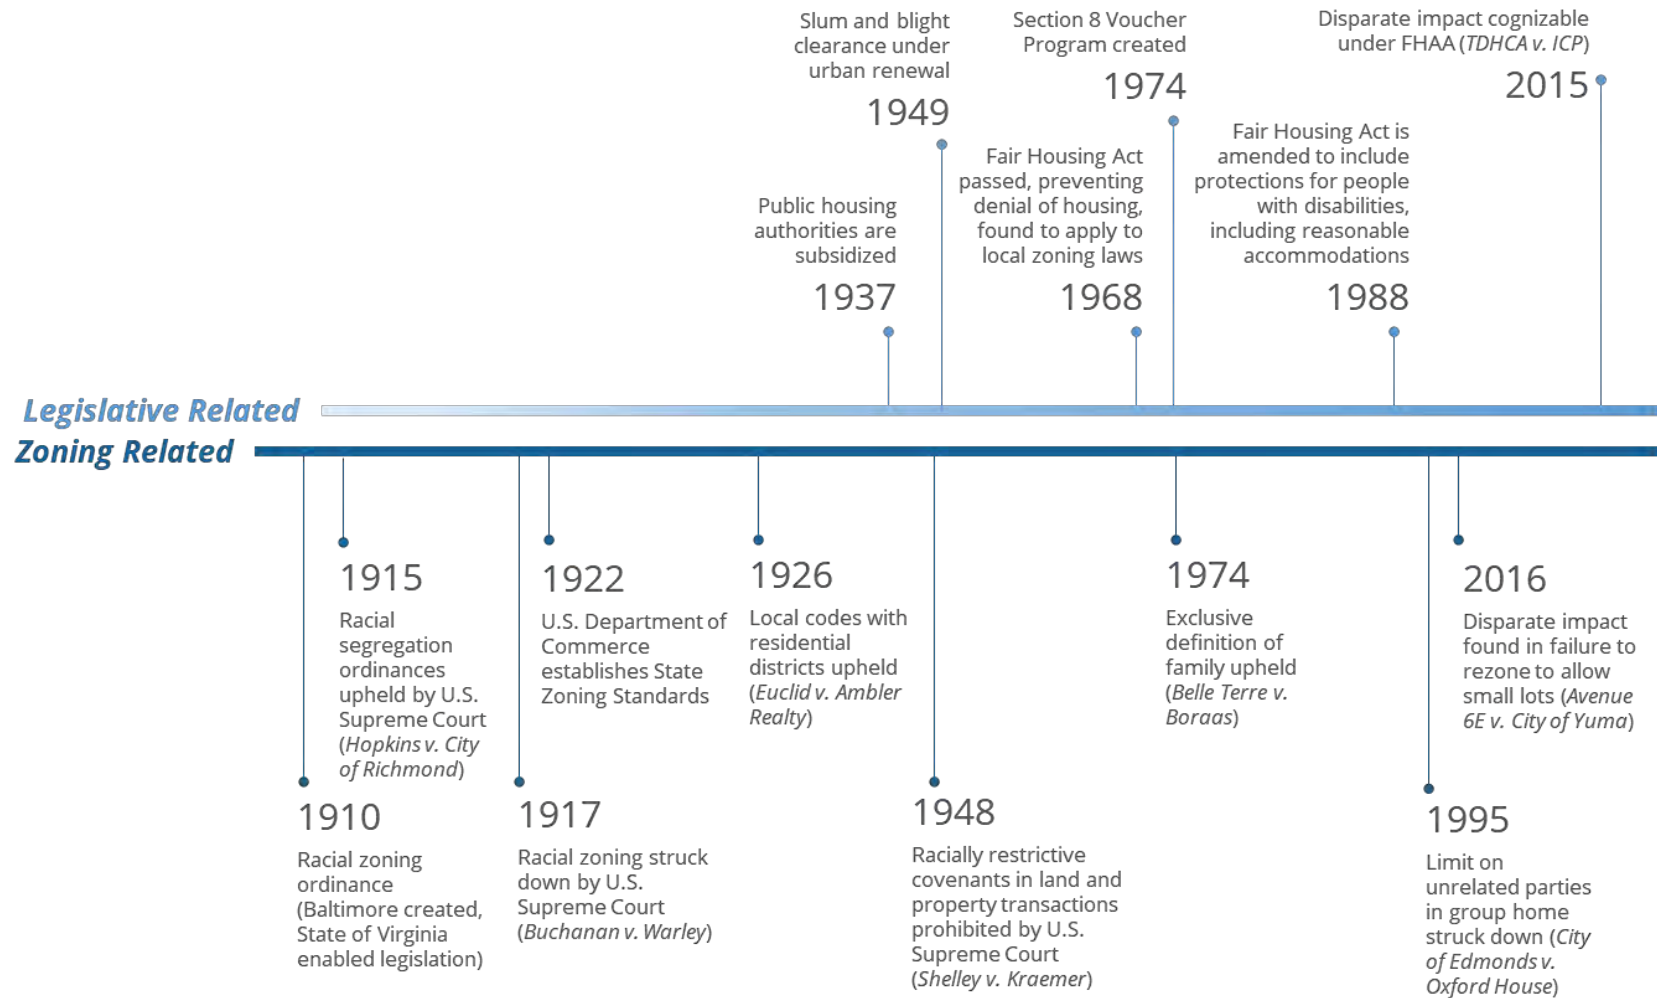 Slum and blight
clearance under
urban renewal
1949
Section 8 Voucher
Program created
1974
Disparate impact cognizable
under FHAA (TDHCA v. ICP)
2015
Public housing
authorities are
subsidized
1937
Fair Housing Act
passed, preventing
denial of housing,
found to apply to
local zoning laws
1968
Fair Housing Act is
amended to include
protections for people
with disabilities,
including reasonable
accommodations
1988
Legislative Related
Zoning Related
1915
Racial
segregation
ordinances
upheld by U.S.
Supreme Court
(Hopkins v. City
of Richmond)
1922
U.S. Department of
Commerce
establishes State
Zoning Standards
1926
Local codes with
residential
districts upheld
(Euclid v. Ambler
Realty)
1974
Exclusive
definition of
family upheld
(Belle Terre v.
Boraas)
2016
Disparate impact
found in failure to
rezone to allow
small lots (Avenue
6E v. City of Yuma)
1910
Racial zoning
ordinance
(Baltimore created,
State of Virginia
enabled legislation)
1917
Racial zoning struck
down by U.S.
Supreme Court
(Buchanan v. Warley)
1948
Racially restrictive
covenants in land and
property transactions
prohibited by U.S.
Supreme Court
(Shelley v. Kraemer)
1995
Limit on
unrelated parties
in group home
struck down (City
of Edmonds v.
Oxford House)